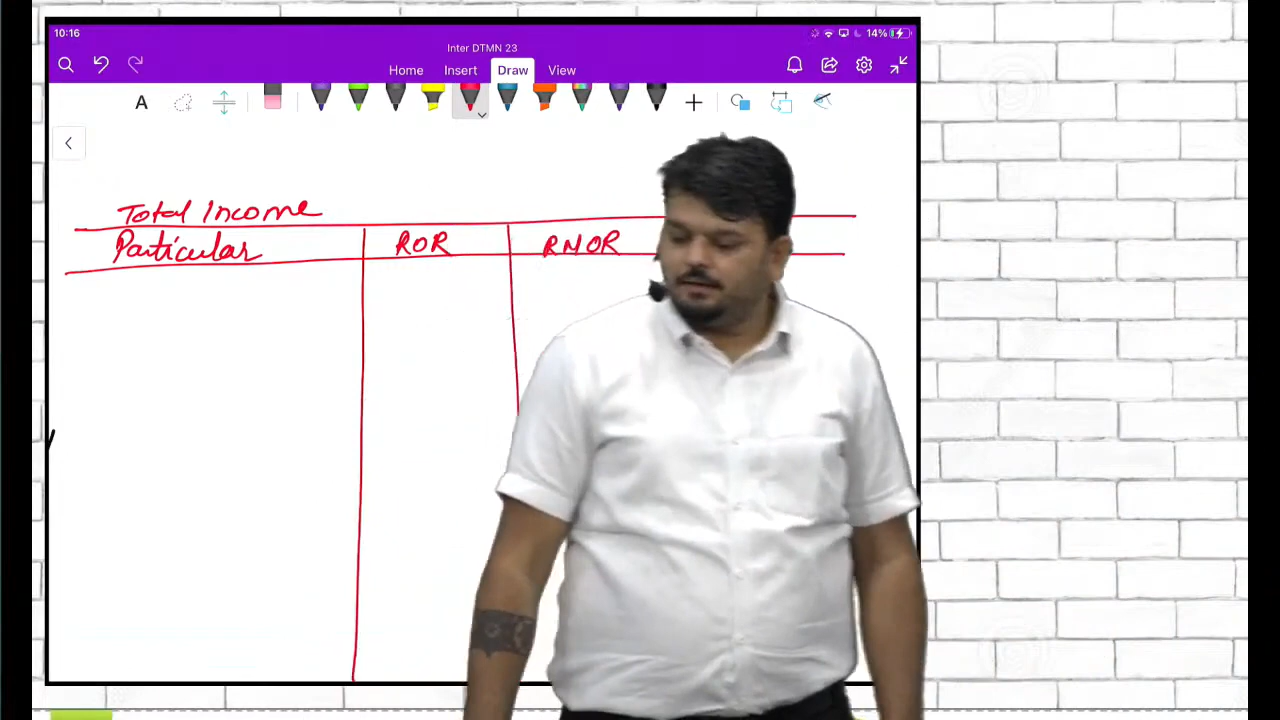 10:16
14%
Inter DTMN 23
Home Insert Draw View
A
Total Income
Particular ROR RNOR